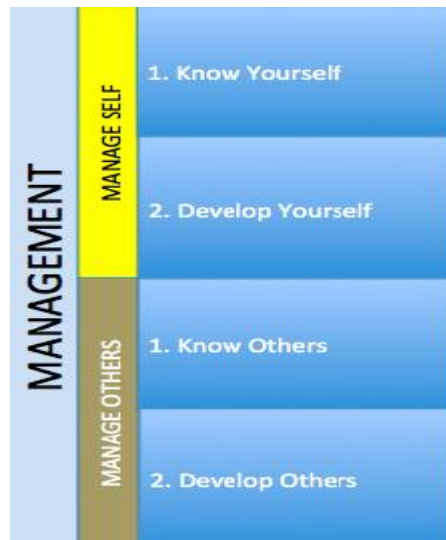 MANAGEMENT
MANAGE SELF
1. Know Yourself
2. Develop Yourself
MANAGE OTHERS
1. Know Others
2. Develop Others